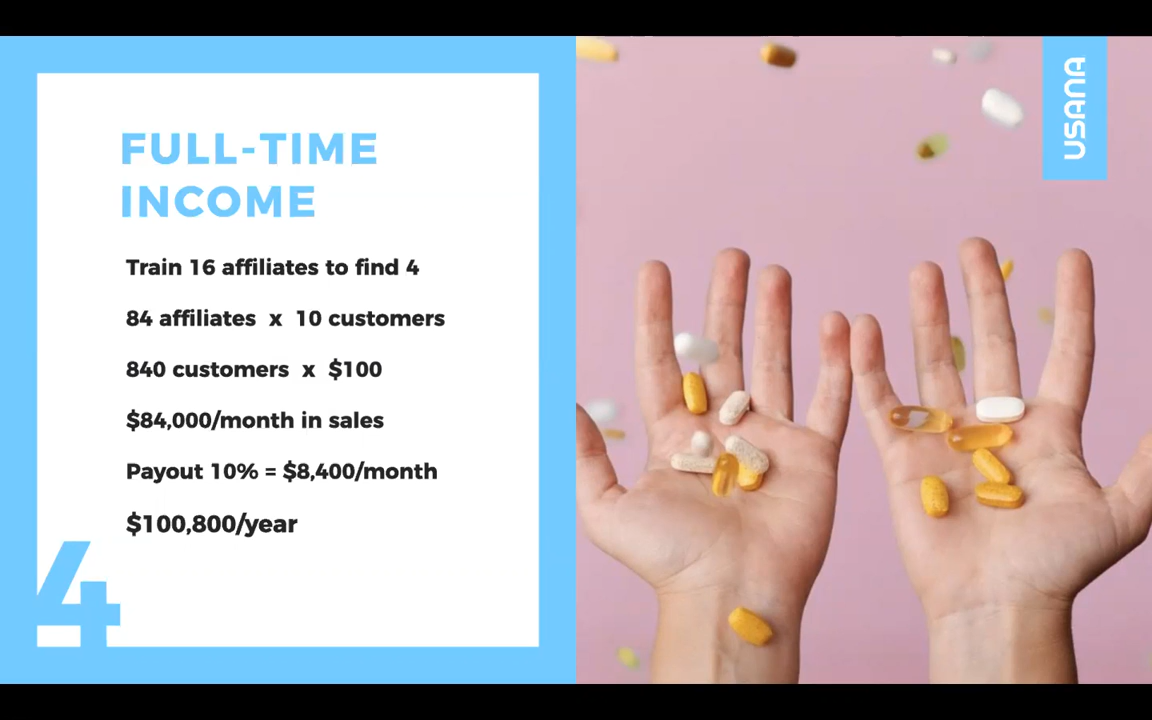 FULL-TIME
INCOME
Train 16 affiliates to find 4
84 affiliates x 10 customers
840 customers x $100
$84,000/month in sales
Payout 10% = $8,400/month
$100,800/year
4
USANA